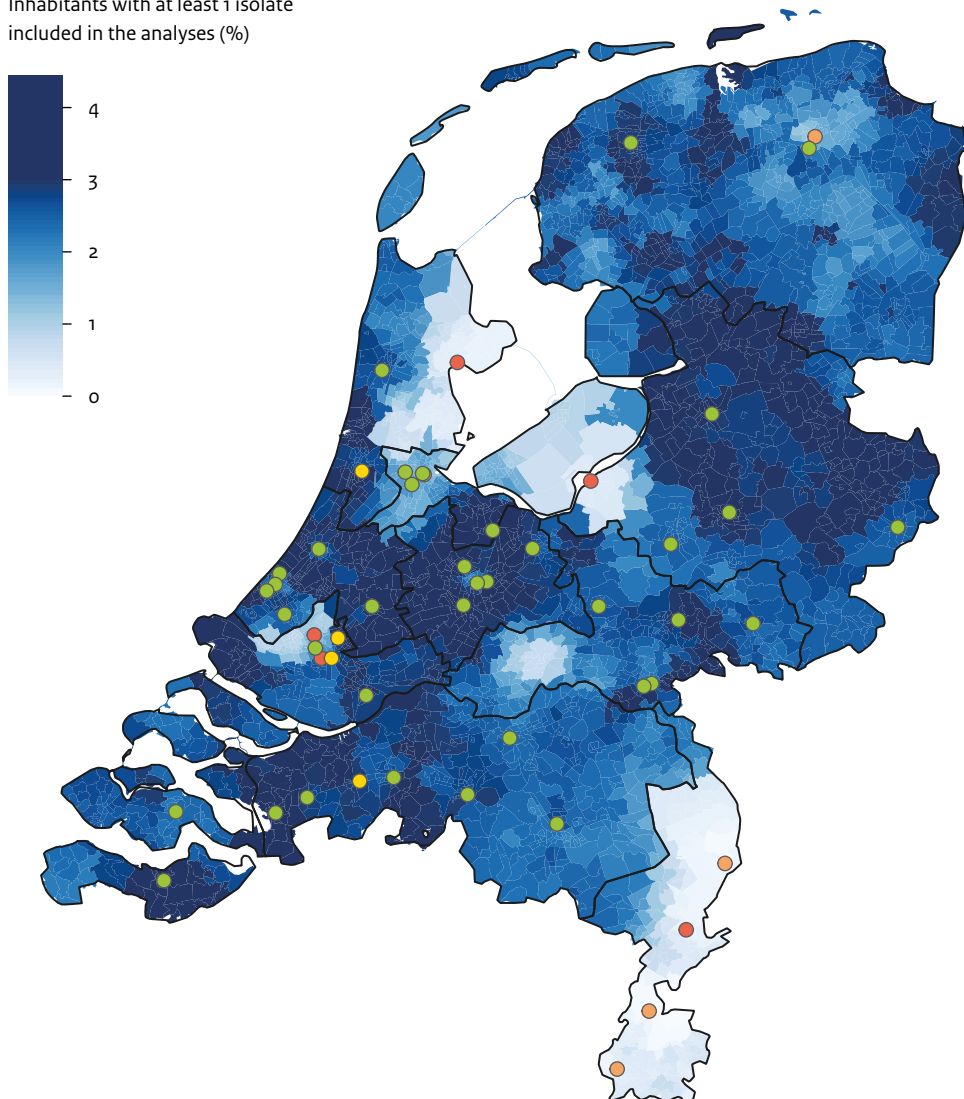 Inhabitants with at least 1 isolate
included in the analyses (%)
4
3
2
1
0